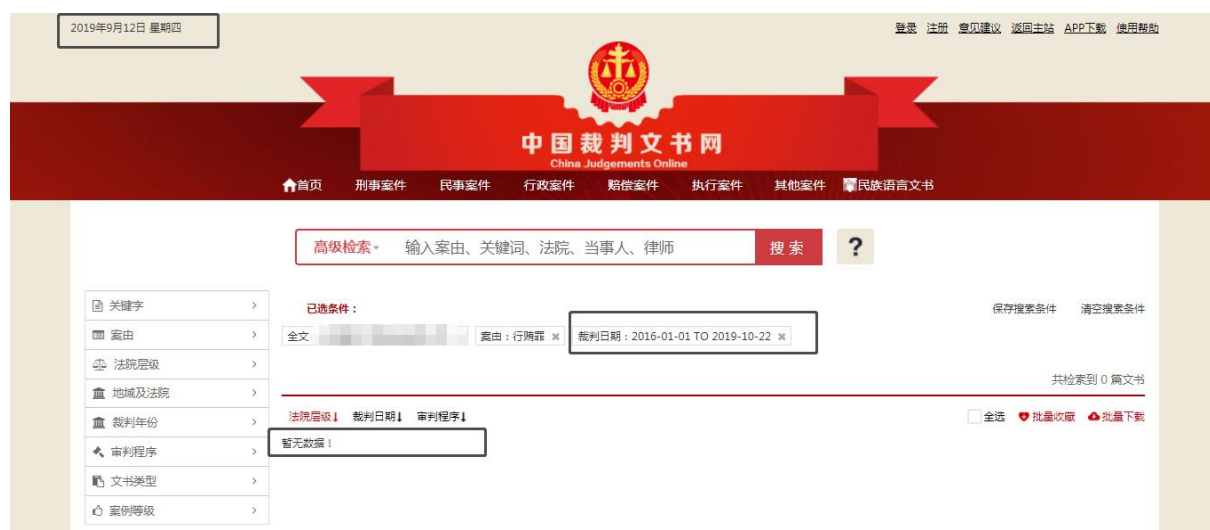 2019年9月12日 星期四
登录 注册 意见建议 返回主站 APP下载 使用帮助
中国裁判文书网
China Judgements Online
首页 刑事案件 民事案件 行政案件 赔偿案件 执行案件 其他案件 民族语言文书
高级检索 输入案由、关键词、法院、当事人、律师 搜索 ?
关键字
案由
法院层级
地域及法院
裁判年份
审判程序
文书类型
案例等级
已选条件：
保存搜索条件 清空搜索条件
全文
案由：行贿罪 ×
裁判日期：2016-01-01 TO 2019-10-22 ×
共检索到 0 篇文书
法院层级↓ 裁判日期↓ 审判程序↓
全选 批量收藏 批量下载
暂无数据！